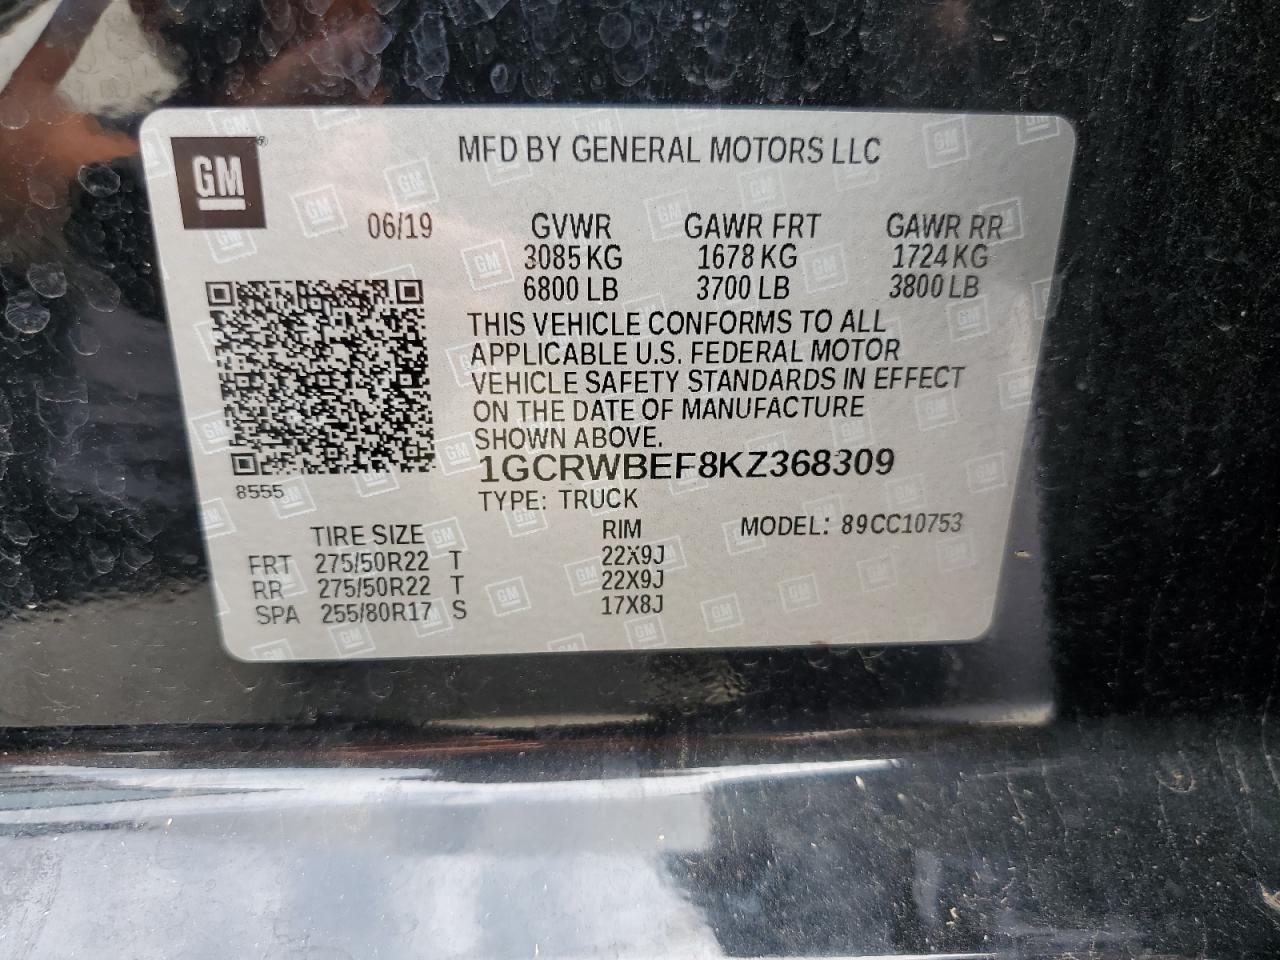 GM®
MFD BY GENERAL MOTORS LLC
06/19 GVWR GAWR FRT GAWR RR
3085 KG 1678 KG 1724 KG
6800 LB 3700 LB 3800 LB
THIS VEHICLE CONFORMS TO ALL
APPLICABLE U.S. FEDERAL MOTOR
VEHICLE SAFETY STANDARDS IN EFFECT
ON THE DATE OF MANUFACTURE
SHOWN ABOVE.
1GCRWBEF8KZ368309
8555
TYPE: TRUCK
TIRE SIZE RIM MODEL: 89CC10753
FRT 275/50R22 T 22X9J
RR 275/50R22 T 22X9J
SPA 255/80R17 S 17X8J